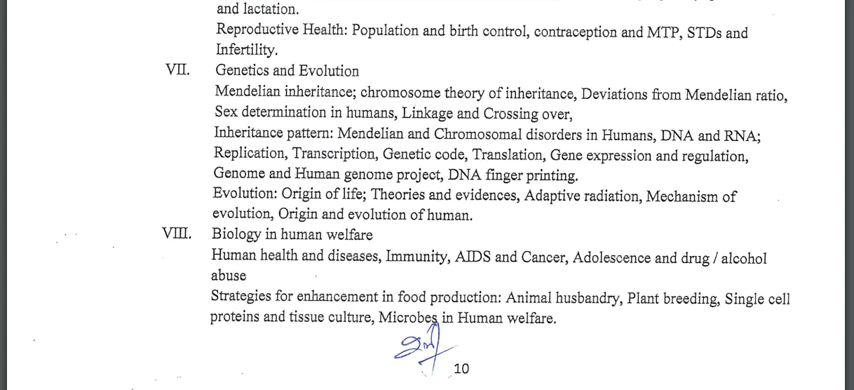 and lactation.
Reproductive Health: Population and birth control, contraception and MTP, STDs and
Infertility.
VII. Genetics and Evolution
Mendelian inheritance; chromosome theory of inheritance, Deviations from Mendelian ratio,
Sex determination in humans, Linkage and Crossing over,
Inheritance pattern: Mendelian and Chromosomal disorders in Humans, DNA and RNA;
Replication, Transcription, Genetic code, Translation, Gene expression and regulation,
Genome and Human genome project, DNA finger printing.
Evolution: Origin of life; Theories and evidences, Adaptive radiation, Mechanism of
evolution, Origin and evolution of human.
VIII. Biology in human welfare
Human health and diseases, Immunity, AIDS and Cancer, Adolescence and drug / alcohol
abuse
Strategies for enhancement in food production: Animal husbandry, Plant breeding, Single cell
proteins and tissue culture, Microbes in Human welfare.
10